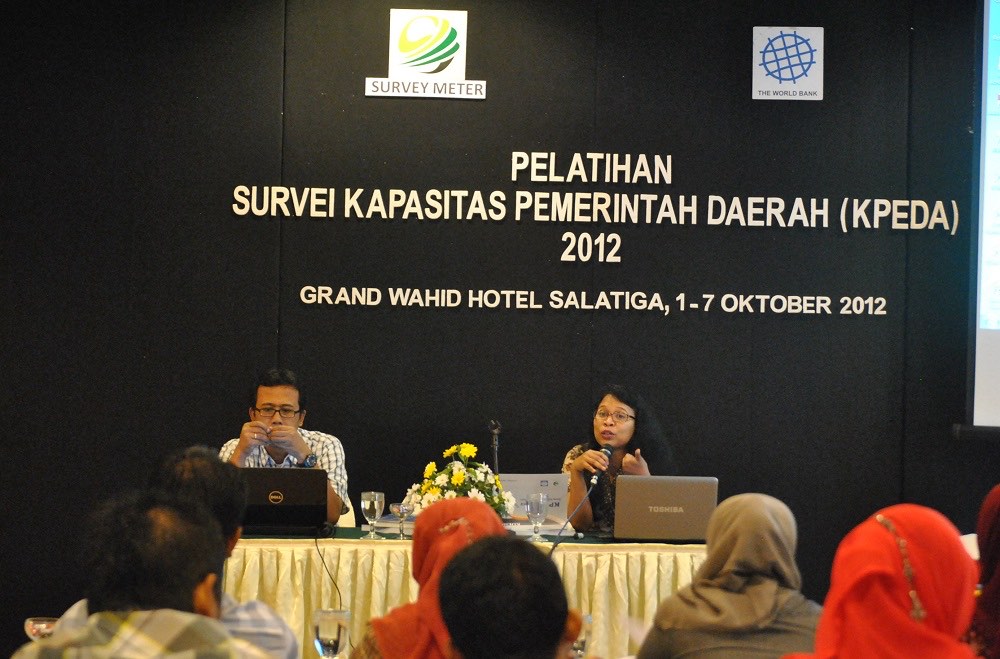 SURVEY METER
THE WORLD BANK
PELATIHAN
SURVEI KAPASITAS PEMERINTAH DAERAH (KPEDA)
2012
GRAND WAHID HOTEL SALATIGA, 1-7 OKTOBER 2012
DELL
TOSHIBA